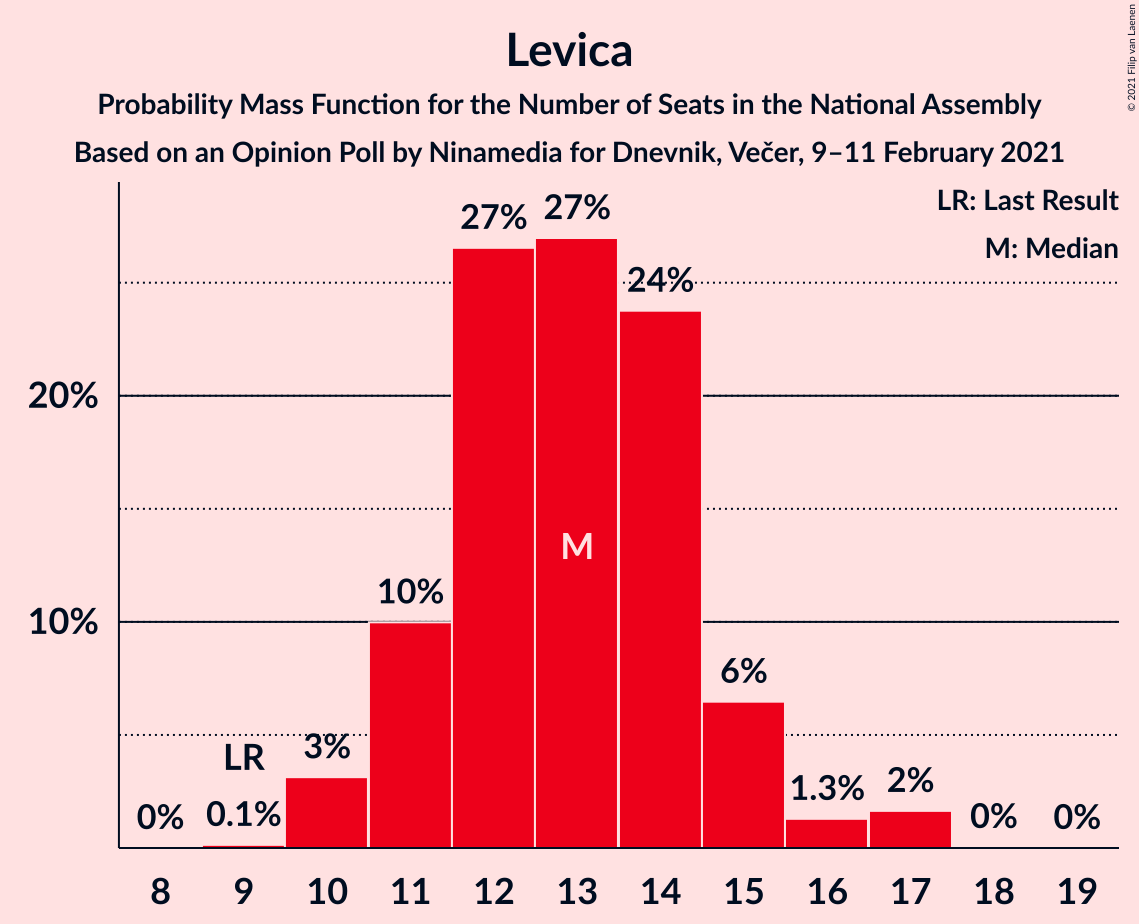 Levica
Probability Mass Function for the Number of Seats in the National Assembly
Based on an Opinion Poll by Ninamedia for Dnevnik, Večer, 9–11 February 2021
© 2021 Filip van Laenen
LR: Last Result
M: Median
27% 27%
24%
20%
M
10%
10%
6%
LR 3%
0% 0.1% 1.3% 2% 0% 0%
8 9 10 11 12 13 14 15 16 17 18 19